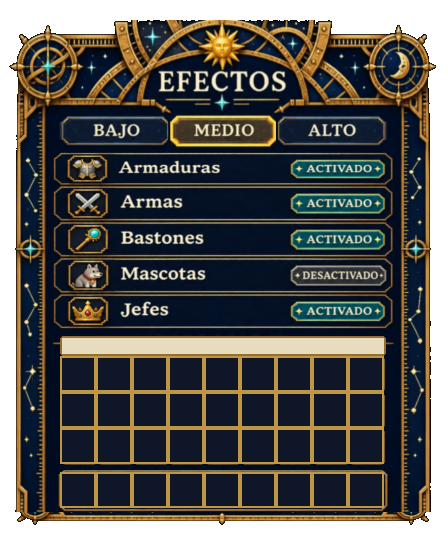 EFECTOS
BAJO MEDIO ALTO
Armaduras ACTIVADO
Armas ACTIVADO
Bastones ACTIVADO
Mascotas DESACTIVADO
Jefes ACTIVADO